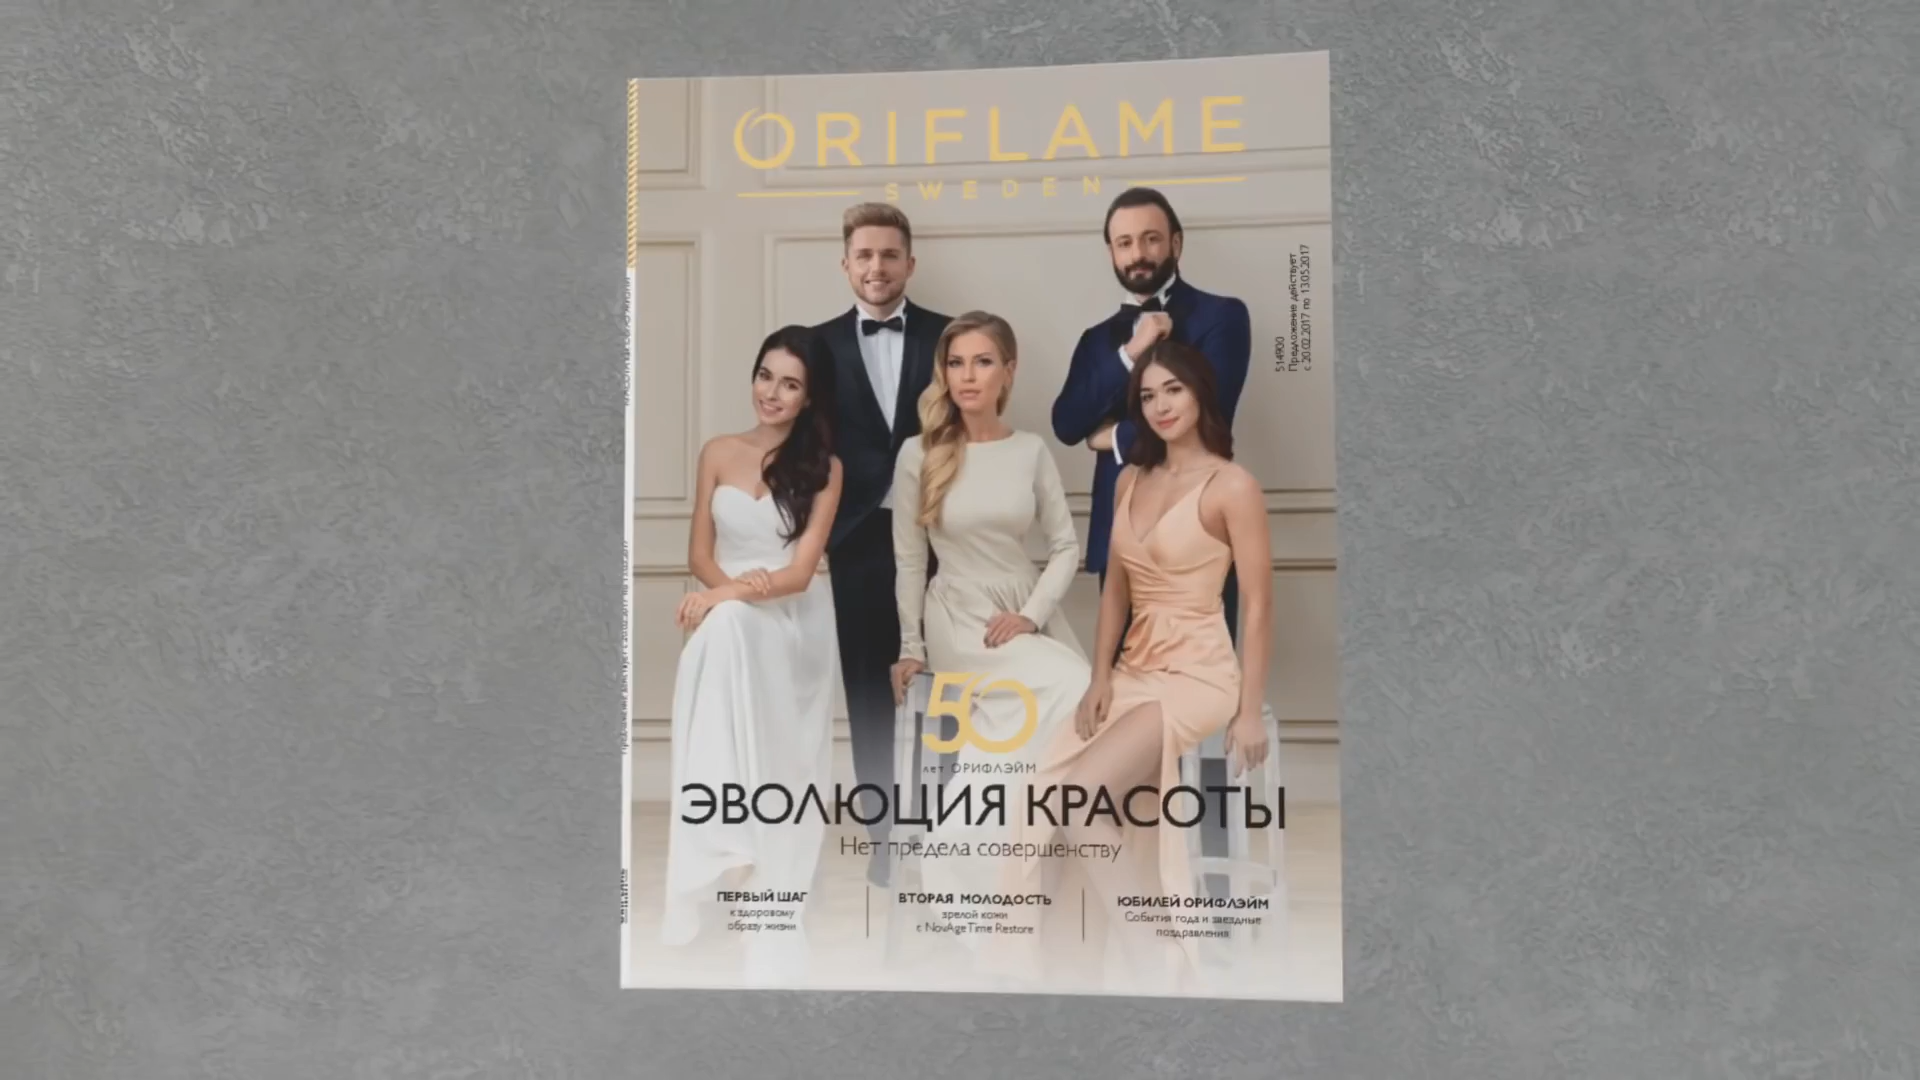 ORIFLAME
SWEDEN
514900
Предложение действует
с 20.02.2017 по 13.05.2017
50
лет ОРИФЛЭЙМ
ЭВОЛЮЦИЯ КРАСОТЫ
Нет предела совершенству
ПЕРВЫЙ ШАГ
к здоровому
образу жизни
ВТОРАЯ МОЛОДОСТЬ
зрелой кожи
с NovAge Time Restore
ЮБИЛЕЙ ОРИФЛЭЙМ
События года и звездные
поздравления